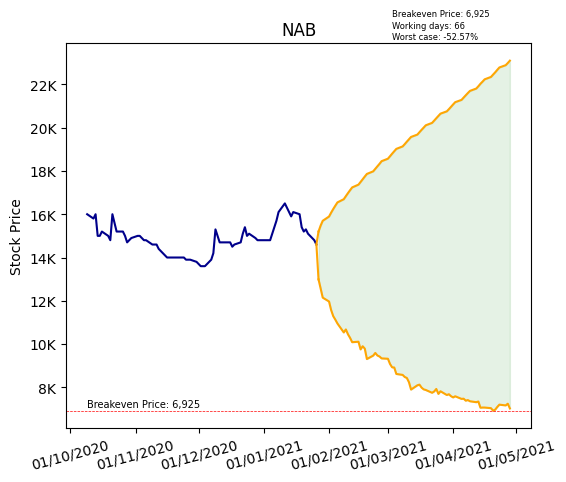 Breakeven Price: 6,925
Working days: 66
Worst case: -52.57%
NAB
Stock Price
22K
20K
18K
16K
14K
12K
10K
8K
Breakeven Price: 6,925
01/10/2020
01/11/2020
01/12/2020
01/01/2021
01/02/2021
01/03/2021
01/04/2021
01/05/2021